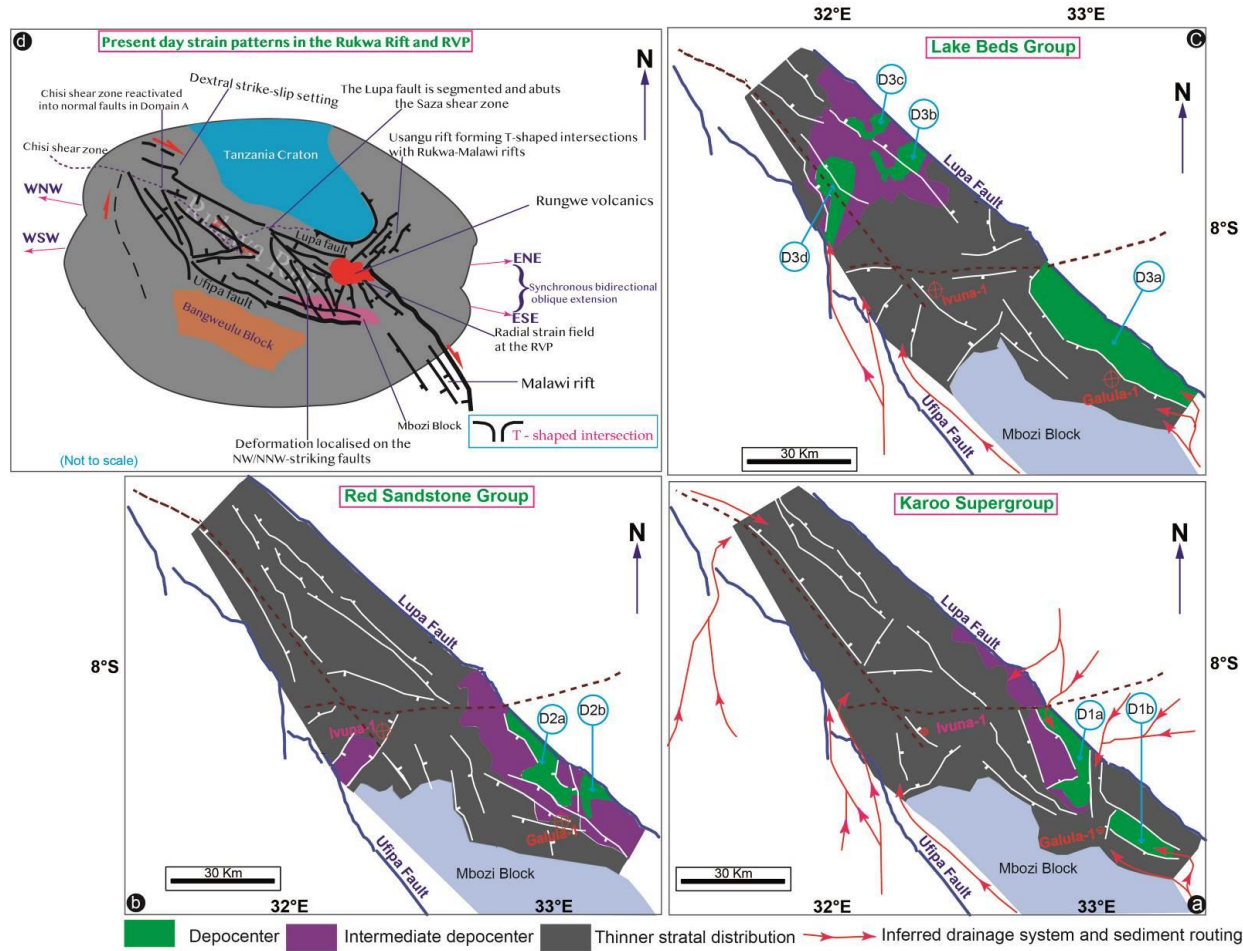 d
Present day strain patterns in the Rukwa Rift and RVP
N
Chisi shear zone reactivated
into normal faults in Domain A
Dextral strike-slip setting
The Lupa fault is segmented and abuts
the Saza shear zone
Usangu rift forming T-shaped intersections
with Rukwa-Malawi rifts
Chisi shear zone
Tanzania Craton
WNW
WSW
Lupa fault
Rungwe volcanics
Ufipa fault
ENE
Synchronous bidirectional
oblique extension
ESE
Bangweulu Block
Radial strain field
at the RVP
Malawi rift
Mbozi Block
T - shaped intersection
Deformation localised on the
NW/NNW-striking faults
(Not to scale)
32°E
33°E
c
Lake Beds Group
N
D3c
D3b
Lupa Fault
8°S
D3d
D3a
Ivuna-1
Galula-1
Ufipa Fault
Mbozi Block
30 Km
Red Sandstone Group
N
Lupa Fault
8°S
D2a
D2b
Ivuna-1
Galula-1
Ufipa Fault
Mbozi Block
30 Km
32°E
33°E
b
Karoo Supergroup
N
Lupa Fault
8°S
D1a
D1b
Ivuna-1
Galula-1
Ufipa Fault
Mbozi Block
30 Km
32°E
33°E
a
Depocenter
Intermediate depocenter
Thinner stratal distribution
Inferred drainage system and sediment routing